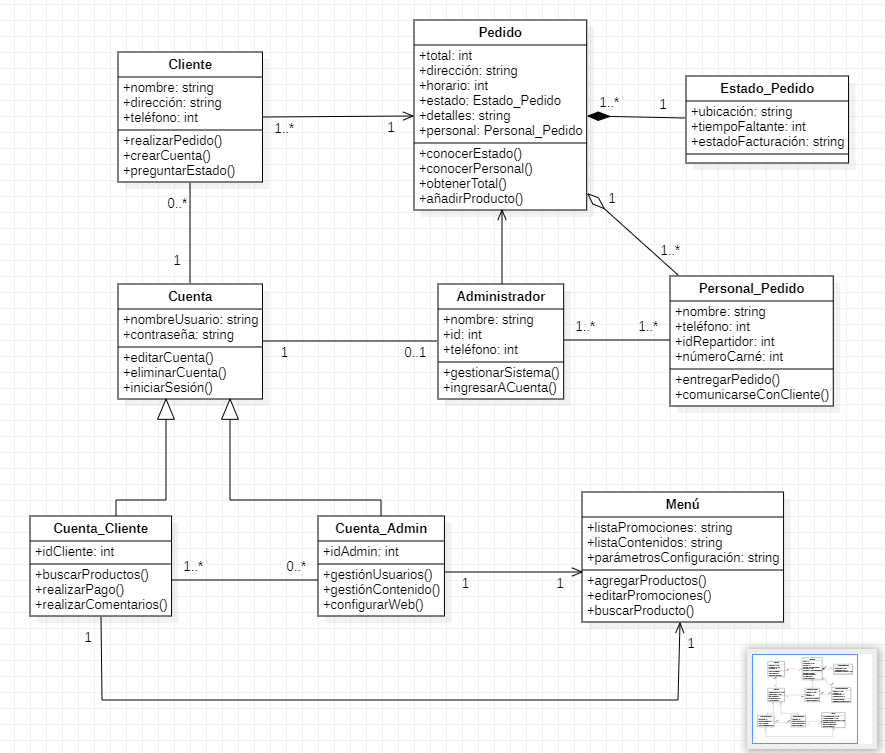 Cliente
+nombre: string
+dirección: string
+teléfono: int
+realizarPedido()
+crearCuenta()
+preguntarEstado()
1..*
1
Pedido
+total: int
+dirección: string
+horario: int
+estado: Estado_Pedido
+detalles: string
+personal: Personal_Pedido
+conocerEstado()
+conocerPersonal()
+obtenerTotal()
+añadirProducto()
1..*
1
Estado_Pedido
+ubicación: string
+tiempoFaltante: int
+estadoFacturación: string
0..*
1
1
1..*
Cuenta
+nombreUsuario: string
+contraseña: string
+editarCuenta()
+eliminarCuenta()
+iniciarSesión()
1
0..1
Administrador
+nombre: string
+id: int
+teléfono: int
+gestionarSistema()
+ingresarACuenta()
1..*
1..*
Personal_Pedido
+nombre: string
+teléfono: int
+idRepartidor: int
+númeroCarné: int
+entregarPedido()
+comunicarseConCliente()
Cuenta_Cliente
+idCliente: int
+buscarProductos()
+realizarPago()
+realizarComentarios()
1..*
0..*
Cuenta_Admin
+idAdmin: int
+gestiónUsuarios()
+gestiónContenido()
+configurarWeb()
1
1
Menú
+listaPromociones: string
+listaContenidos: string
+parámetrosConfiguración: string
+agregarProductos()
+editarPromociones()
+buscarProducto()
1
1